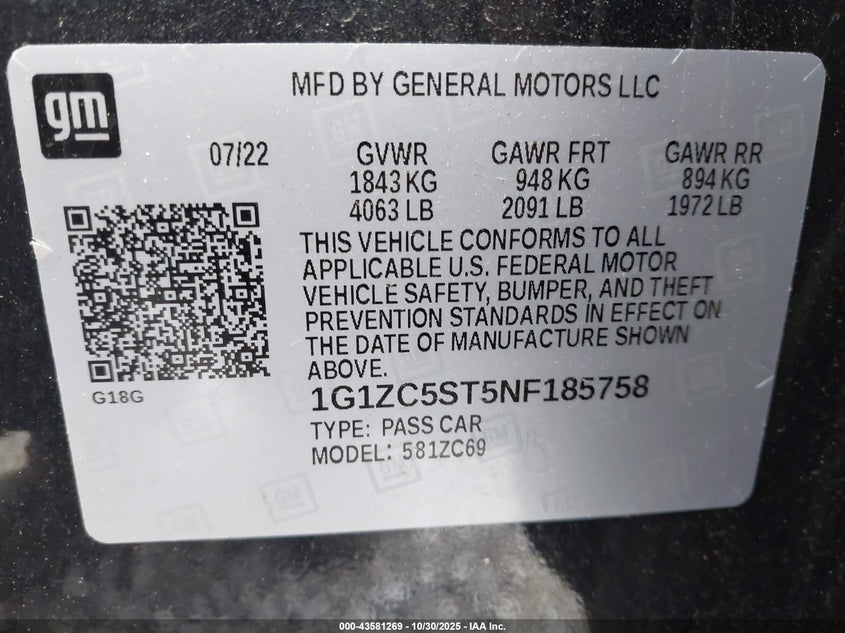 gm
MFD BY GENERAL MOTORS LLC
07/22 GVWR GAWR FRT GAWR RR
1843 KG 948 KG 894 KG
4063 LB 2091 LB 1972 LB
THIS VEHICLE CONFORMS TO ALL
APPLICABLE U.S. FEDERAL MOTOR
VEHICLE SAFETY, BUMPER, AND THEFT
PREVENTION STANDARDS IN EFFECT ON
THE DATE OF MANUFACTURE SHOWN
ABOVE.
G18G
1G1ZC5ST5NF185758
TYPE: PASS CAR
MODEL: 581ZC69
000-43581269 - 10/30/2025 - IAA Inc.